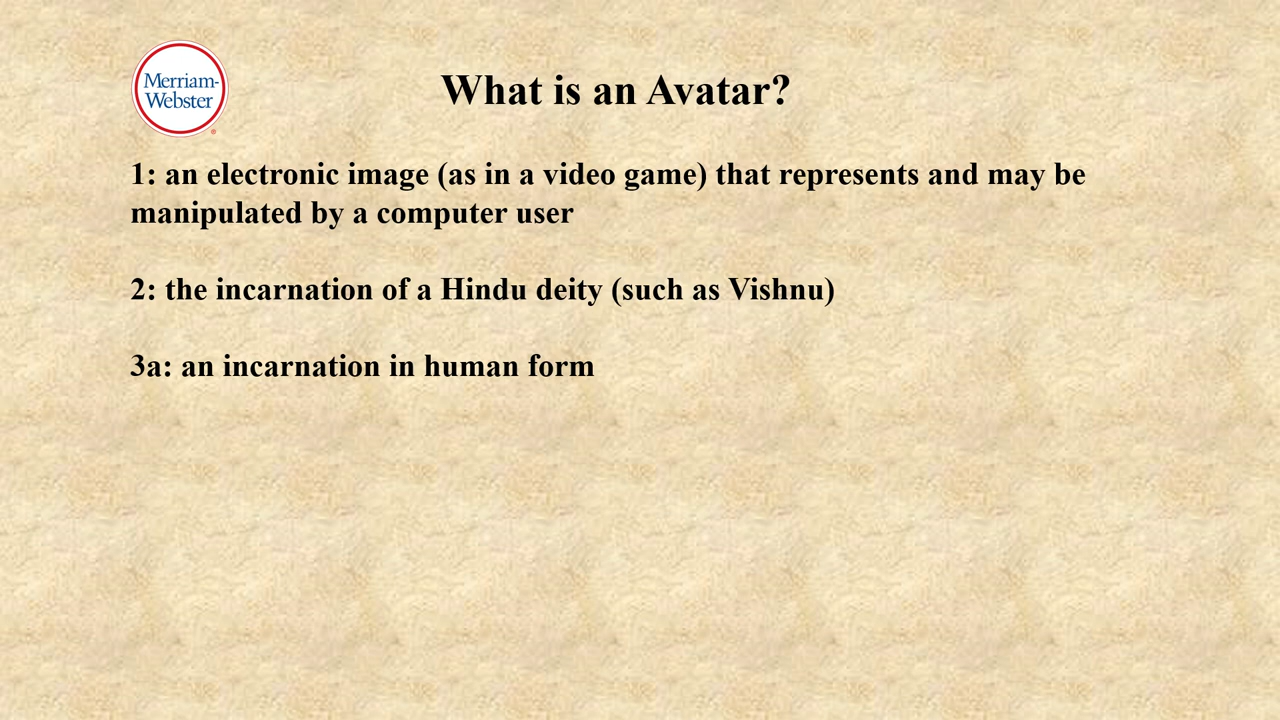 Merriam-
Webster
®
What is an Avatar?
1: an electronic image (as in a video game) that represents and may be
manipulated by a computer user
2: the incarnation of a Hindu deity (such as Vishnu)
3a: an incarnation in human form